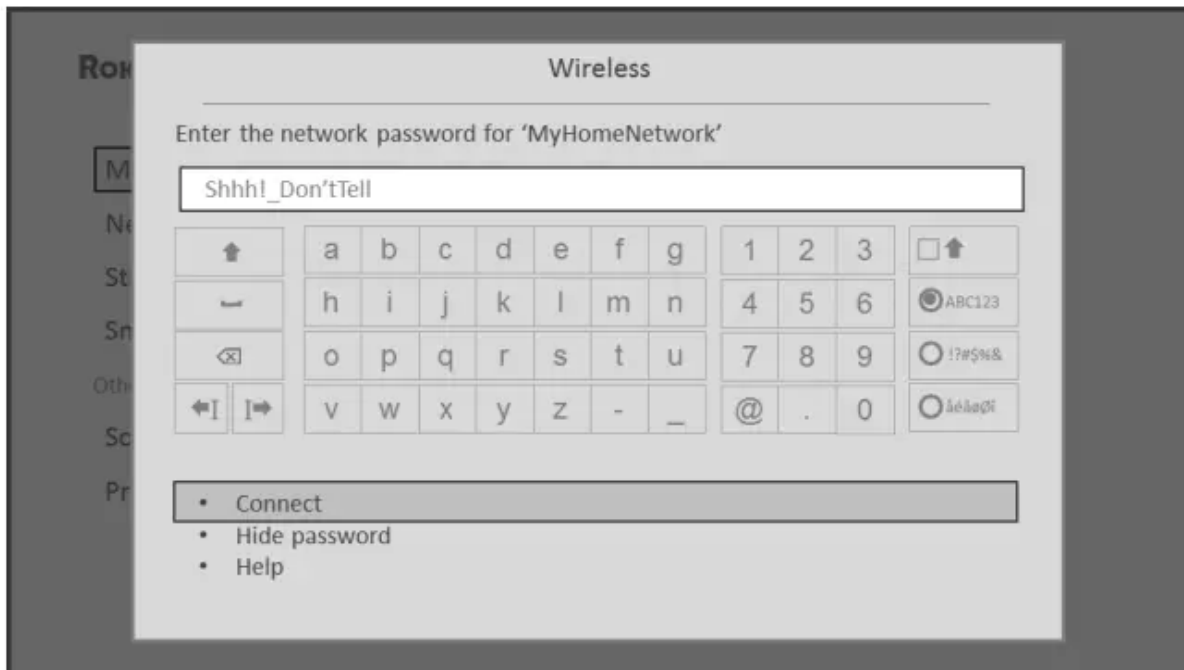 Wireless
Enter the network password for ‘MyHomeNetwork’
Shhh!_Don’tTell
a b c d e f g 1 2 3
h i j k l m n 4 5 6 ABC123
o p q r s t u 7 8 9 !?#$%&
v w x y z - _ @ . 0
• Connect
• Hide password
• Help